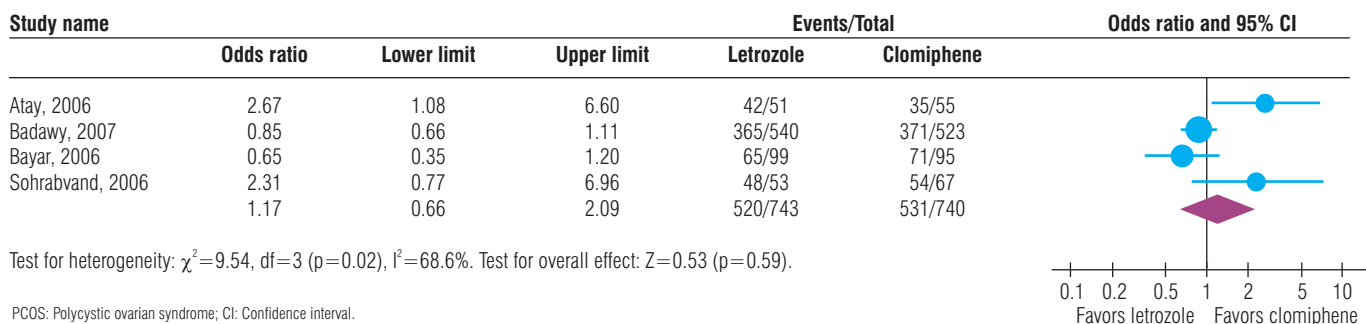 Study name Events/Total Odds ratio and 95% CI
Odds ratio Lower limit Upper limit Letrozole Clomiphene
Atay, 2006 2.67 1.08 6.60 42/51 35/55
Badawy, 2007 0.85 0.66 1.11 365/540 371/523
Bayar, 2006 0.65 0.35 1.20 65/99 71/95
Sohrabvand, 2006 2.31 0.77 6.96 48/53 54/67
1.17 0.66 2.09 520/743 531/740
Test for heterogeneity: χ²=9.54, df=3 (p=0.02), I²=68.6%. Test for overall effect: Z=0.53 (p=0.59).
0.1 0.2 0.5 1 2 5 10
Favors letrozole Favors clomiphene
PCOS: Polycystic ovarian syndrome; CI: Confidence interval.